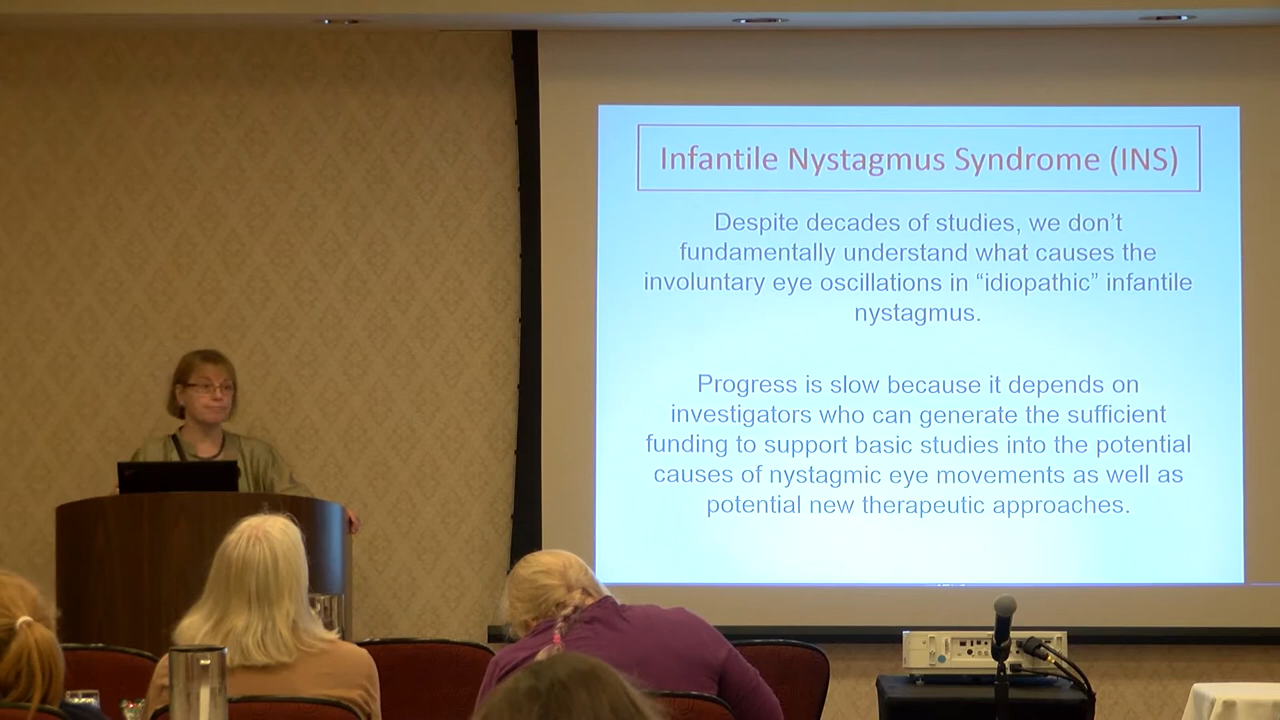 Infantile Nystagmus Syndrome (INS)
Despite decades of studies, we don’t
fundamentally understand what causes the
involuntary eye oscillations in “idiopathic” infantile
nystagmus.
Progress is slow because it depends on
investigators who can generate the sufficient
funding to support basic studies into the potential
causes of nystagmic eye movements as well as
potential new therapeutic approaches.